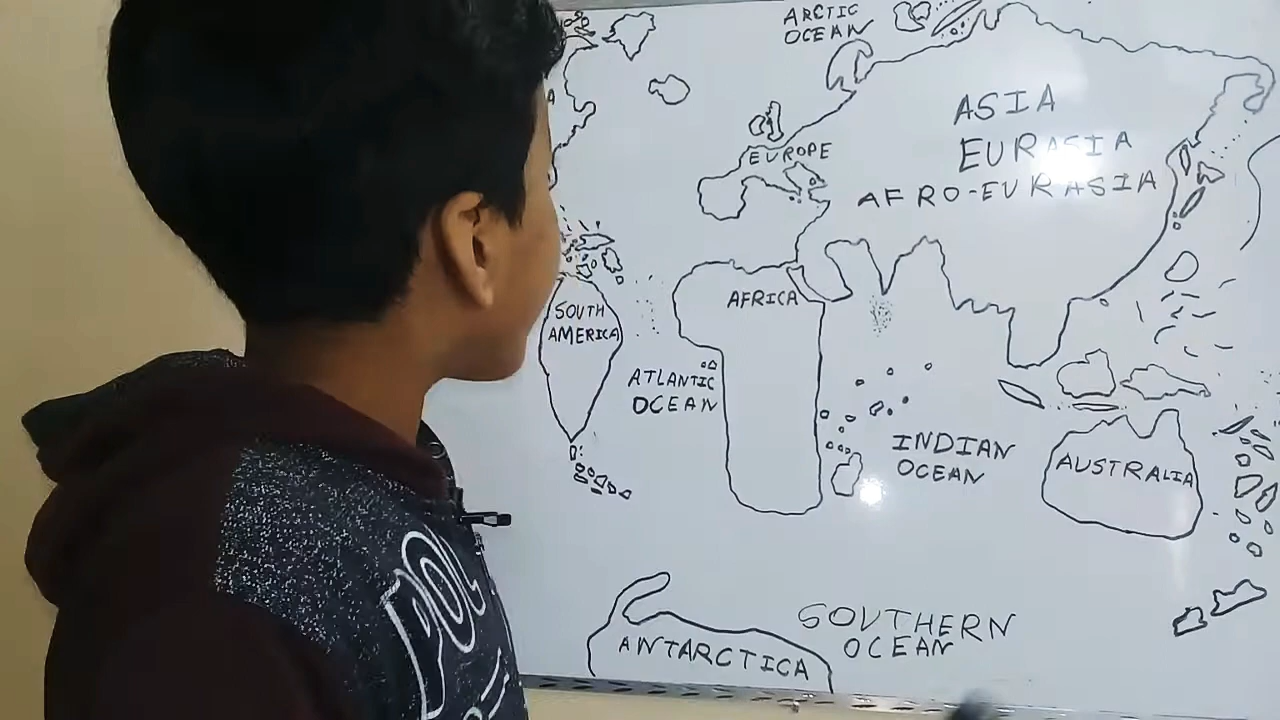 ARCTIC
OCEAN
ASIA
EURASIA
AFRO-EURASIA
EUROPE
AFRICA
SOUTH
AMERICA
ATLANTIC
OCEAN
INDIAN
OCEAN
AUSTRALIA
SOUTHERN
OCEAN
ANTARCTICA